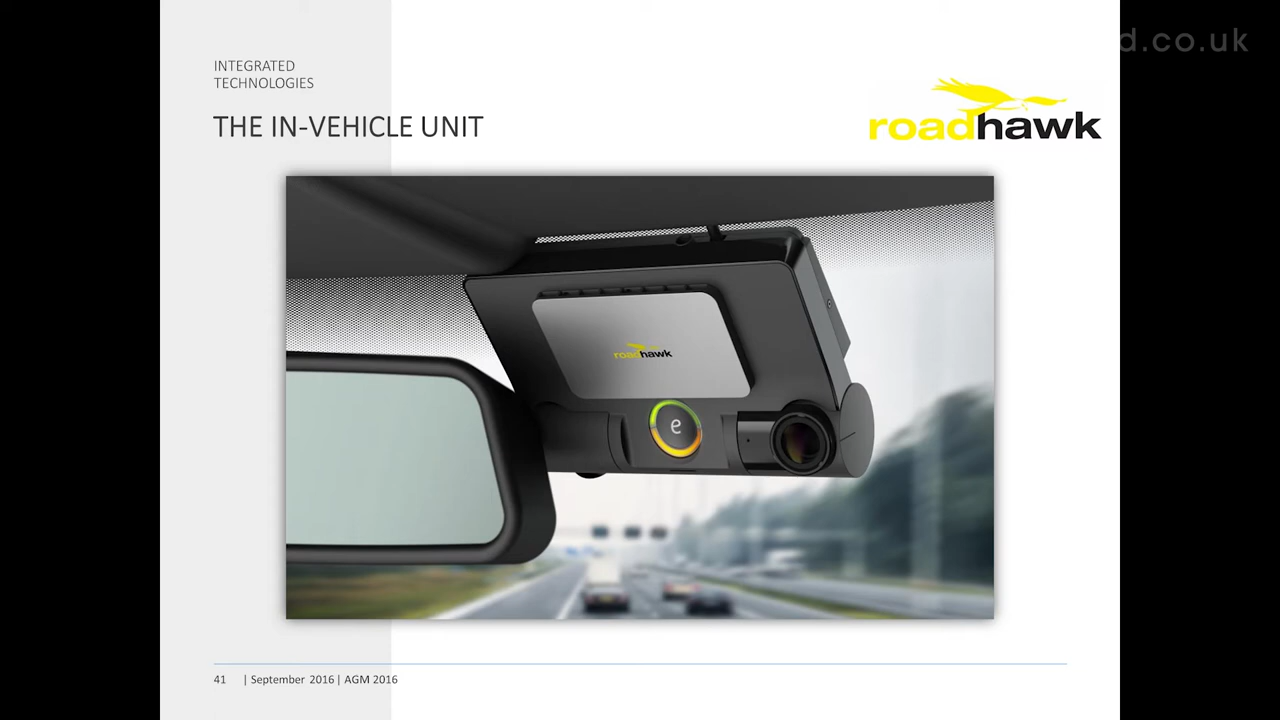 d.co.uk
INTEGRATED
TECHNOLOGIES
THE IN-VEHICLE UNIT
roadhawk
roadhawk
e
41 | September 2016 | AGM 2016